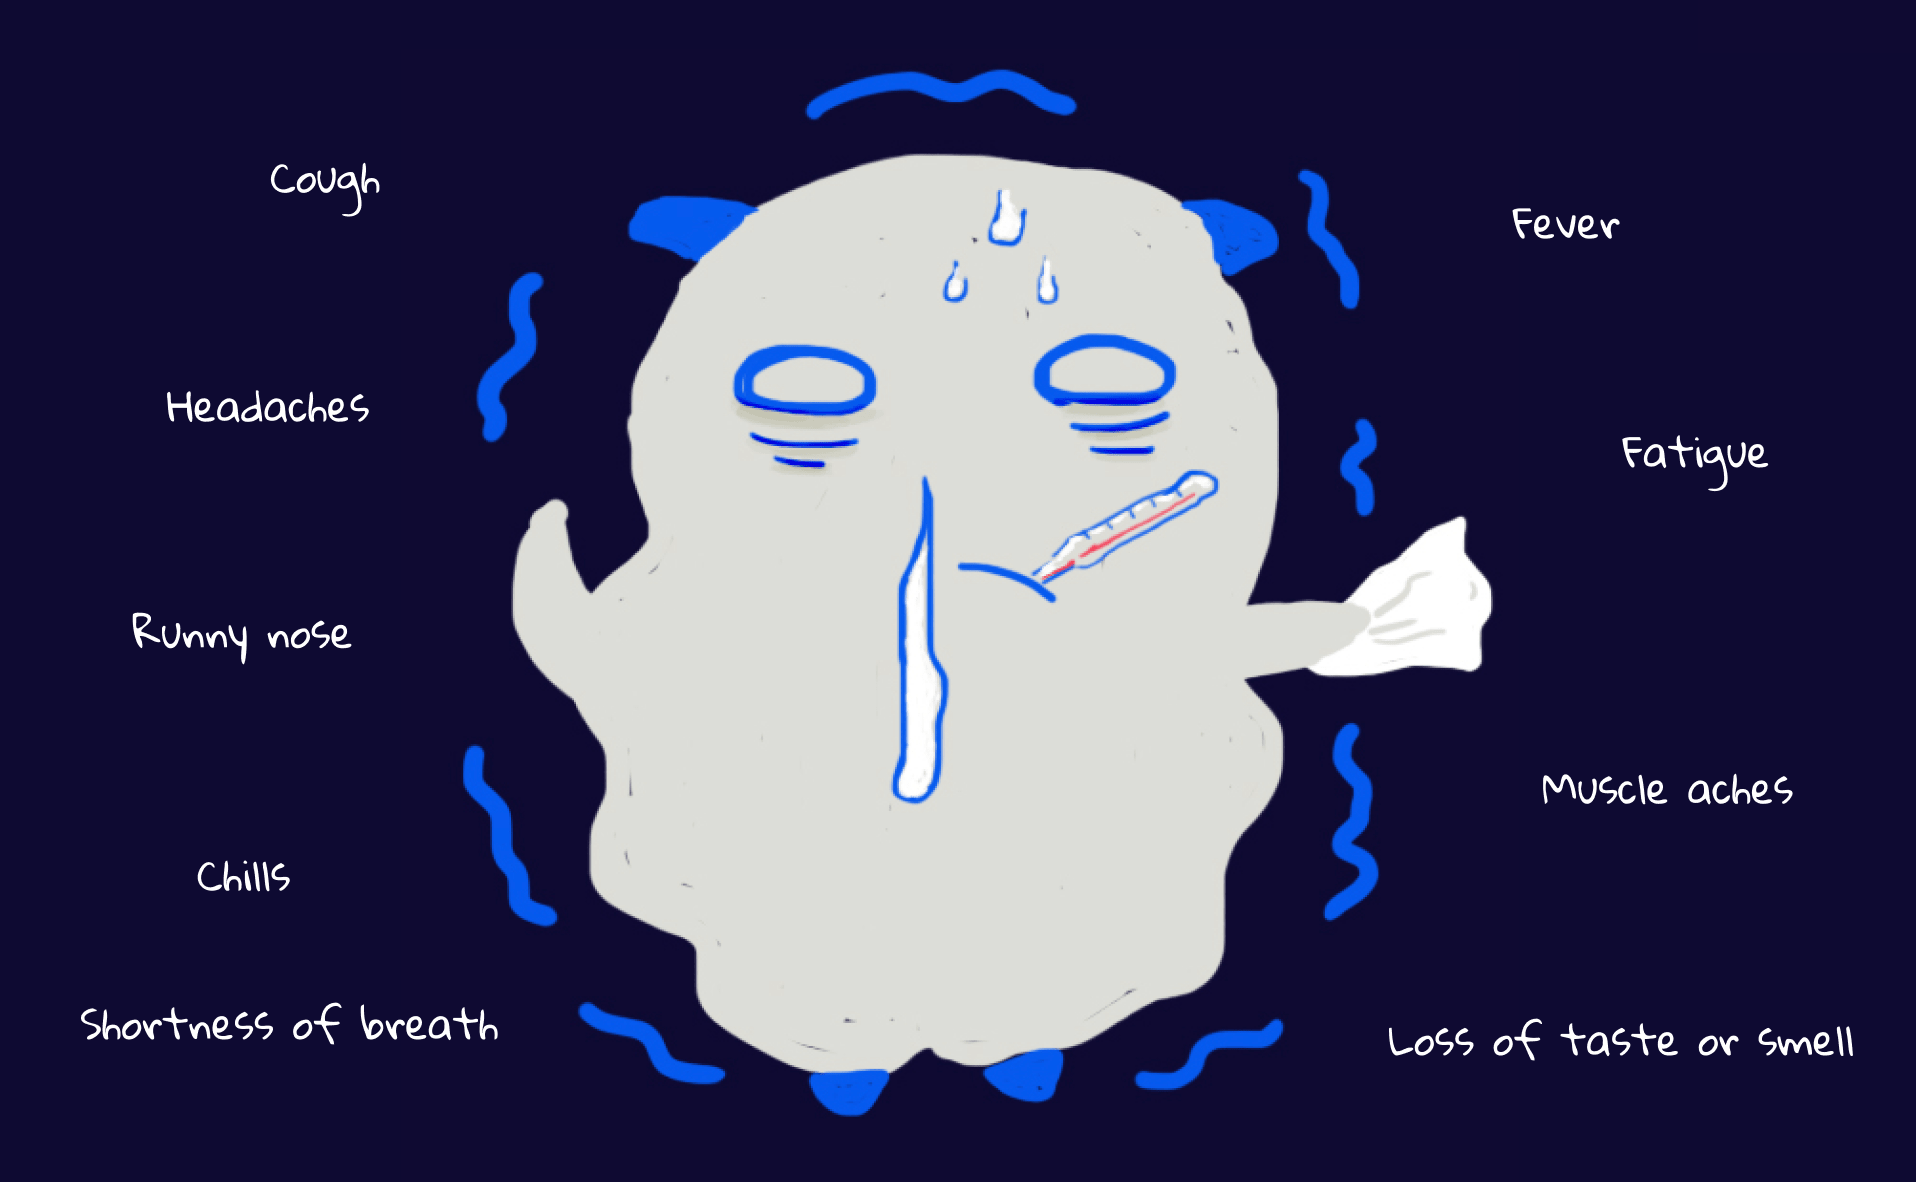 Cough
Fever
Headaches
Fatigue
Runny nose
Muscle aches
Chills
Shortness of breath
Loss of taste or smell